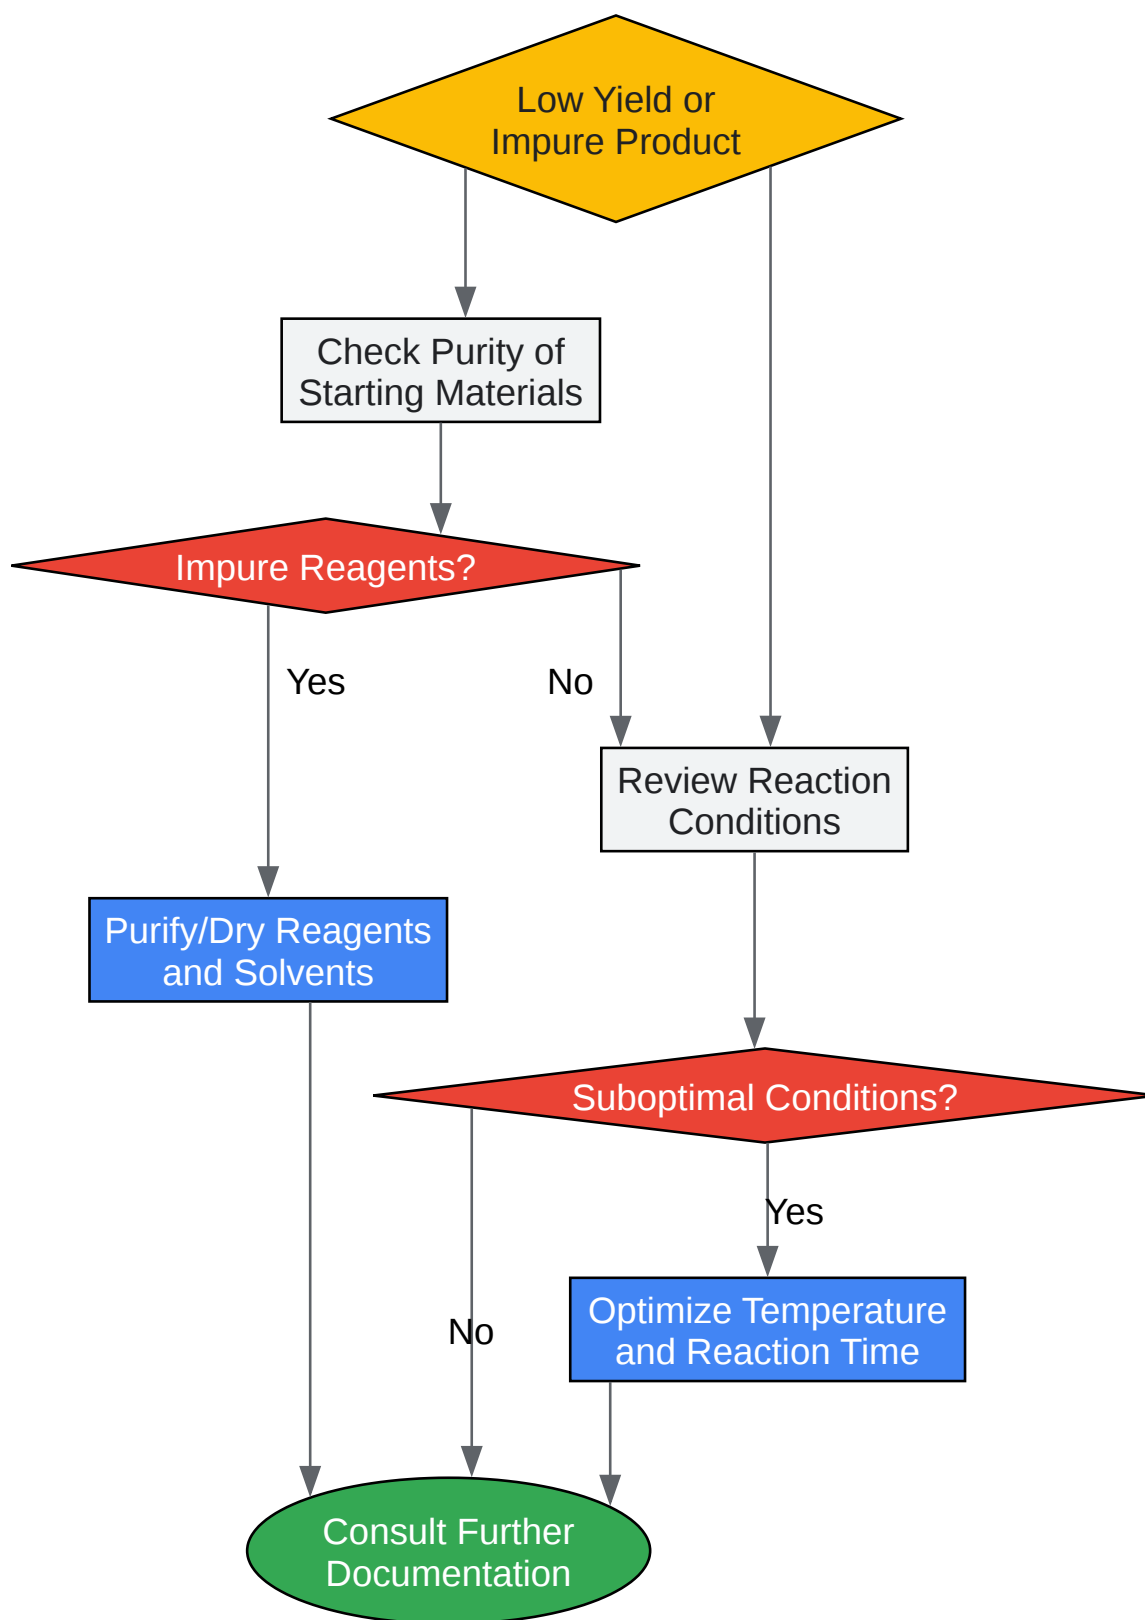 Low Yield or
Impure Product
Check Purity of
Starting Materials
Impure Reagents?
Yes
No
Review Reaction
Conditions
Purify/Dry Reagents
and Solvents
Suboptimal Conditions?
Yes
Optimize Temperature
and Reaction Time
No
Consult Further
Documentation